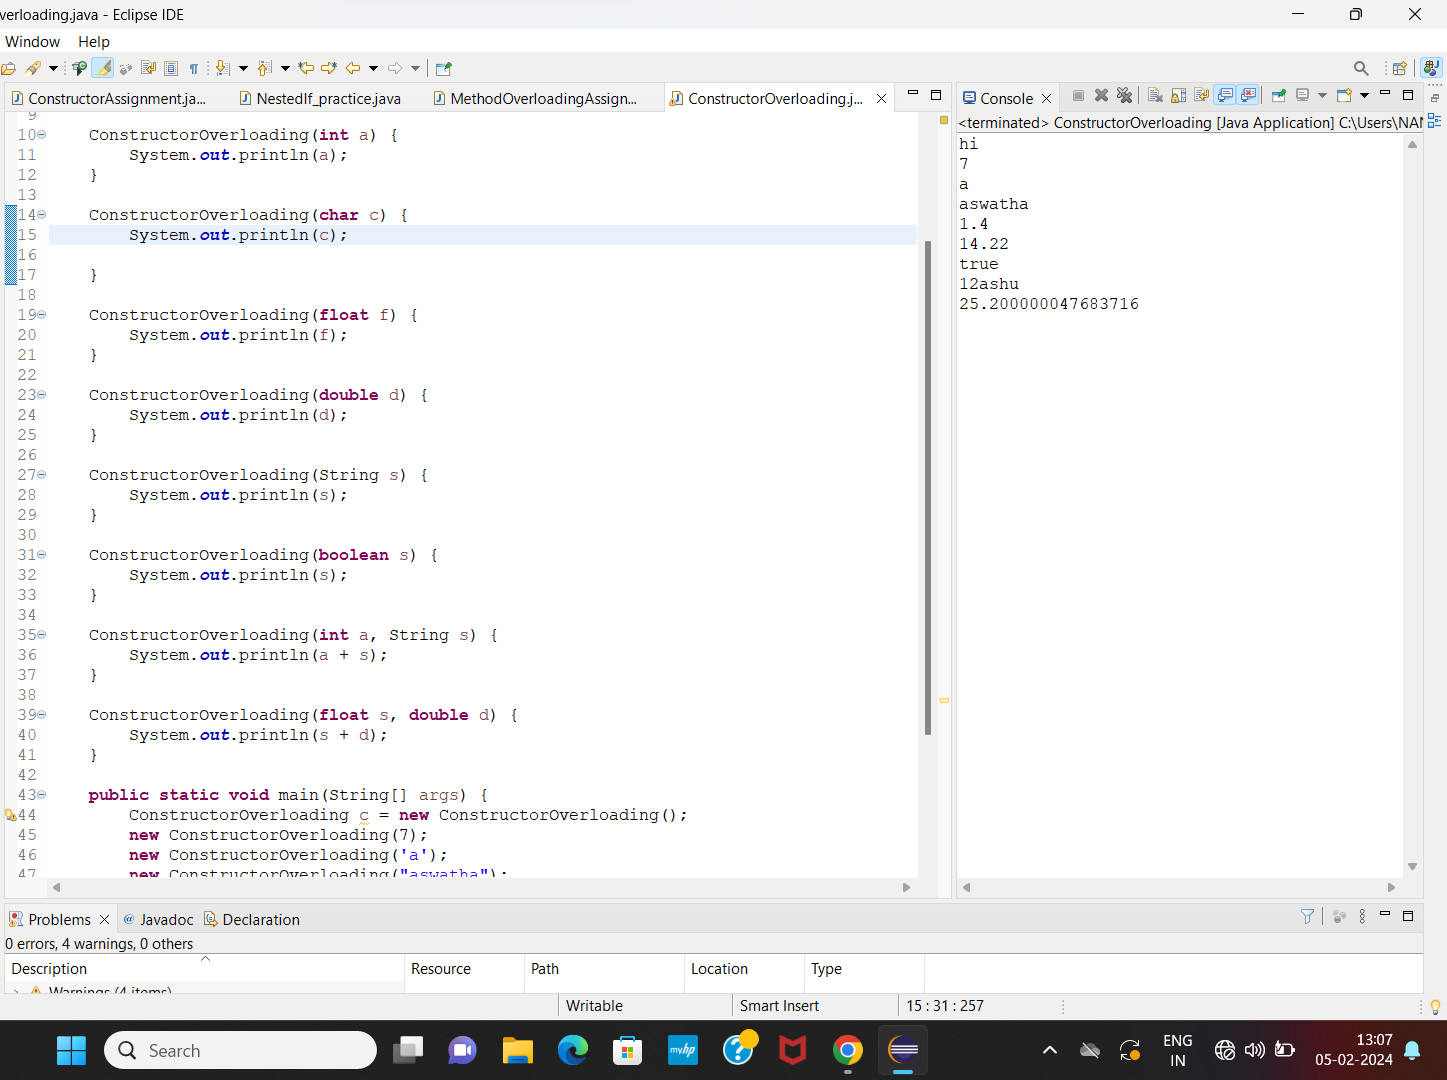 verloading.java - Eclipse IDE
Window Help
ConstructorAssignment.ja... NestedIf_practice.java MethodOverloadingAssign... ConstructorOverloading.j...
9
10 ConstructorOverloading(int a) {
11 System.out.println(a);
12 }
13
14 ConstructorOverloading(char c) {
15 System.out.println(c);
16
17 }
18
19 ConstructorOverloading(float f) {
20 System.out.println(f);
21 }
22
23 ConstructorOverloading(double d) {
24 System.out.println(d);
25 }
26
27 ConstructorOverloading(String s) {
28 System.out.println(s);
29 }
30
31 ConstructorOverloading(boolean s) {
32 System.out.println(s);
33 }
34
35 ConstructorOverloading(int a, String s) {
36 System.out.println(a + s);
37 }
38
39 ConstructorOverloading(float s, double d) {
40 System.out.println(s + d);
41 }
42
43 public static void main(String[] args) {
44 ConstructorOverloading c = new ConstructorOverloading();
45 new ConstructorOverloading(7);
46 new ConstructorOverloading('a');
47 new ConstructorOverloading("aswatha");
Console
<terminated> ConstructorOverloading [Java Application] C:\Users\NAN
hi
7
a
aswatha
1.4
14.22
true
12ashu
25.200000047683716
Problems @ Javadoc Declaration
0 errors, 4 warnings, 0 others
Description Resource Path Location Type
Warnings (4 items)
Writable Smart Insert 15 : 31 : 257
Search
myhp
ENG
IN
13:07
05-02-2024